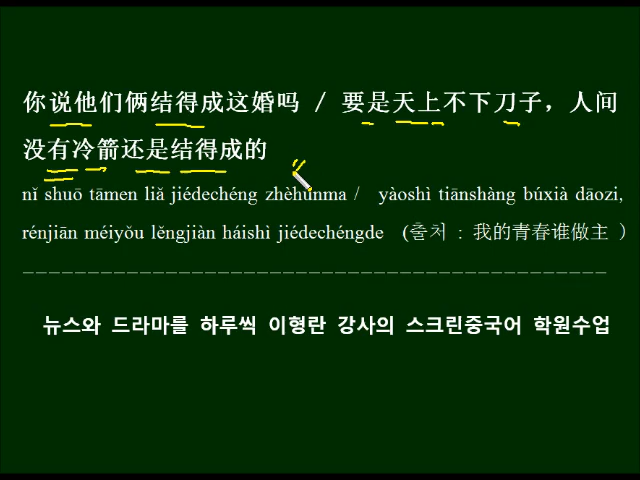 你说他们俩结得成这婚吗 / 要是天上不下刀子，人间
没有冷箭还是结得成的
nǐ shuō tāmen liǎ jiédechéng zhèhūnma / yàoshì tiānshàng búxià dāozi,
rénjiān méiyǒu lěngjiàn háishì jiédechéngde (출처 : 我的青春谁做主 )
뉴스와 드라마를 하루씩 이형란 강사의 스크린중국어 학원수업